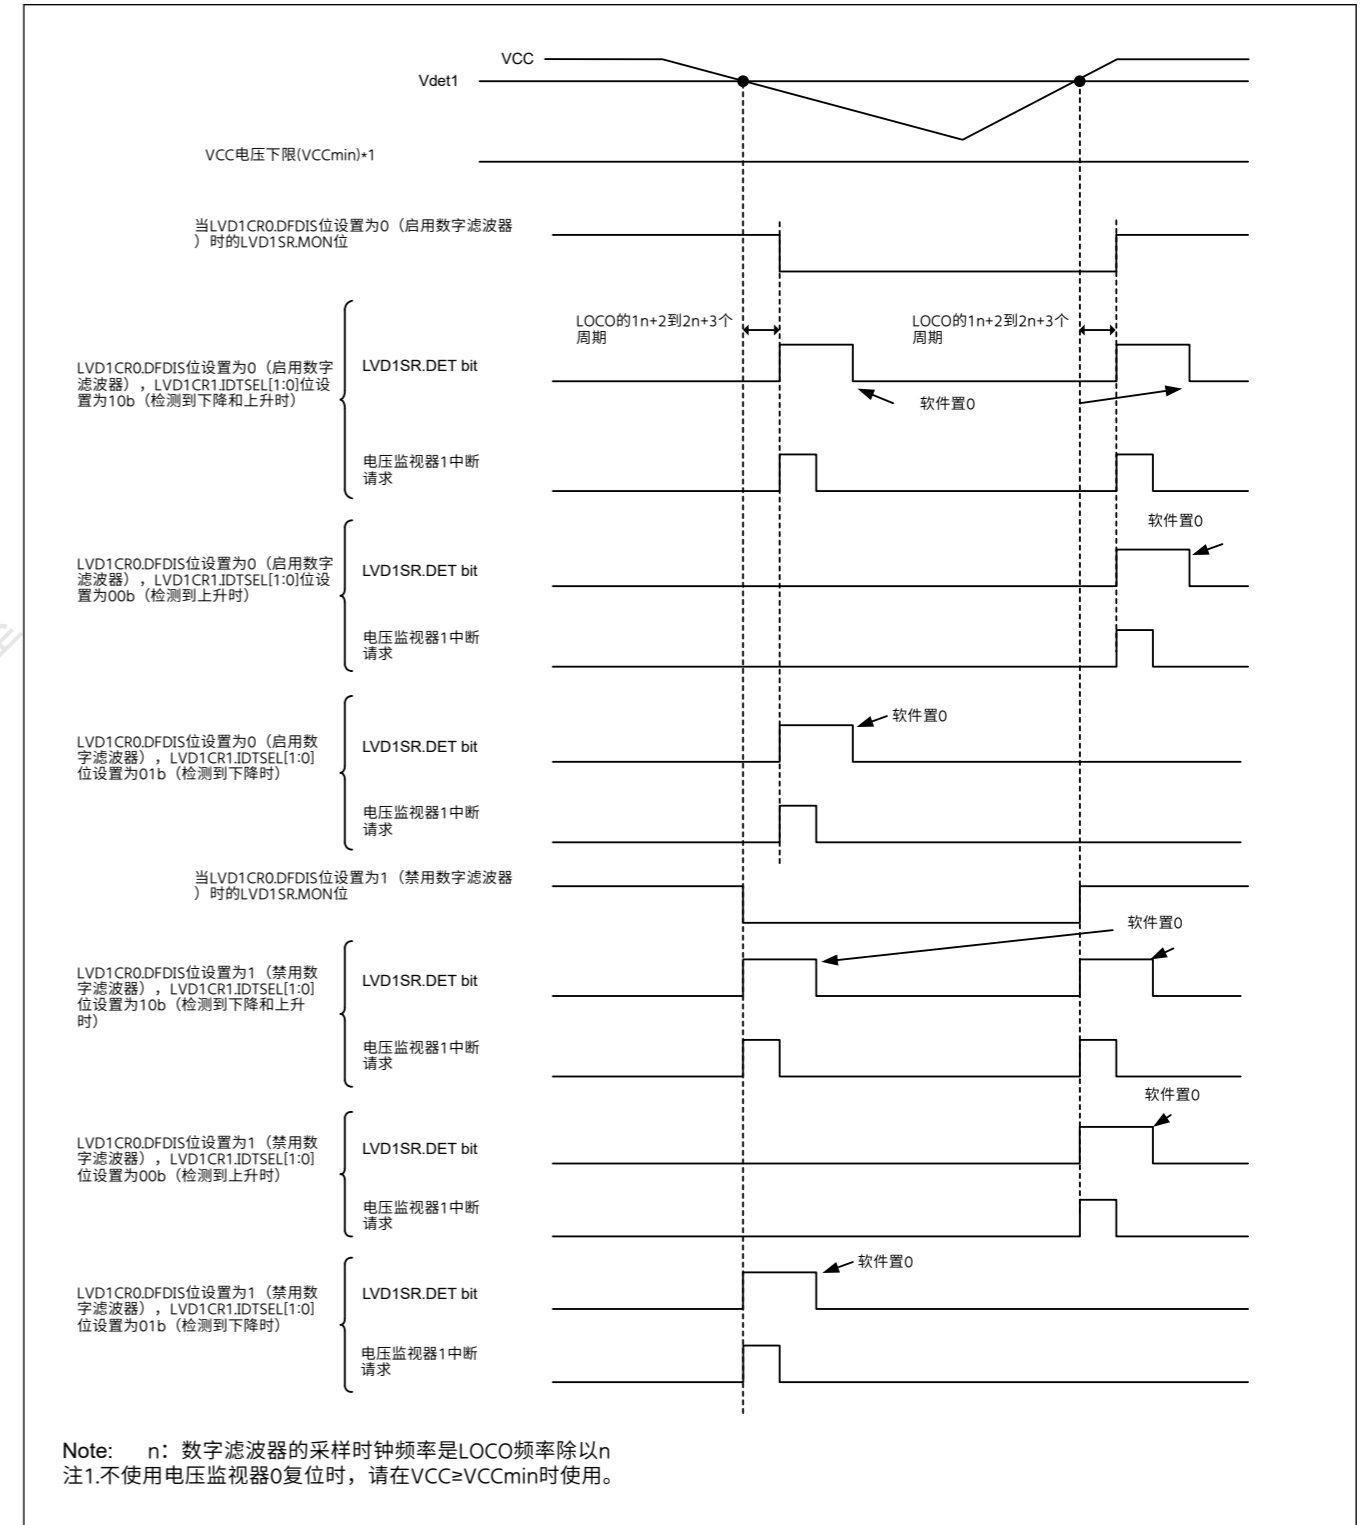 VCC
Vdet1
VCC电压下限(VCCmin)*1
当LVD1CR0.DFDIS位设置为0（启用数字滤波器
）时的LVD1SR.MON位
LOCO的1n+2到2n+3个
周期
LOCO的1n+2到2n+3个
周期
LVD1CR0.DFDIS位设置为0（启用数字
滤波器），LVD1CR1.IDTSEL[1:0]位设
置为10b（检测到下降和上升时）
LVD1SR.DET bit
软件置0
电压监视器1中断
请求
软件置0
LVD1CR0.DFDIS位设置为0（启用数字
滤波器），LVD1CR1.IDTSEL[1:0]位设
置为00b（检测到上升时）
LVD1SR.DET bit
电压监视器1中断
请求
软件置0
LVD1CR0.DFDIS位设置为0（启用数
字滤波器），LVD1CR1.IDTSEL[1:0]
位设置为01b（检测到下降时）
LVD1SR.DET bit
电压监视器1中断
请求
当LVD1CR0.DFDIS位设置为1（禁用数字滤波器
）时的LVD1SR.MON位
软件置0
LVD1CR0.DFDIS位设置为1（禁用数
字滤波器），LVD1CR1.IDTSEL[1:0]
位设置为10b（检测到下降和上升
时）
LVD1SR.DET bit
电压监视器1中断
请求
软件置0
LVD1CR0.DFDIS位设置为1（禁用数
字滤波器），LVD1CR1.IDTSEL[1:0]
位设置为00b（检测到上升时）
LVD1SR.DET bit
电压监视器1中断
请求
软件置0
LVD1CR0.DFDIS位设置为1（禁用数
字滤波器），LVD1CR1.IDTSEL[1:0]
位设置为01b（检测到下降时）
LVD1SR.DET bit
电压监视器1中断
请求
Note: n：数字滤波器的采样时钟频率是LOCO频率除以n
注1.不使用电压监视器0复位时，请在VCC≥VCCmin时使用。